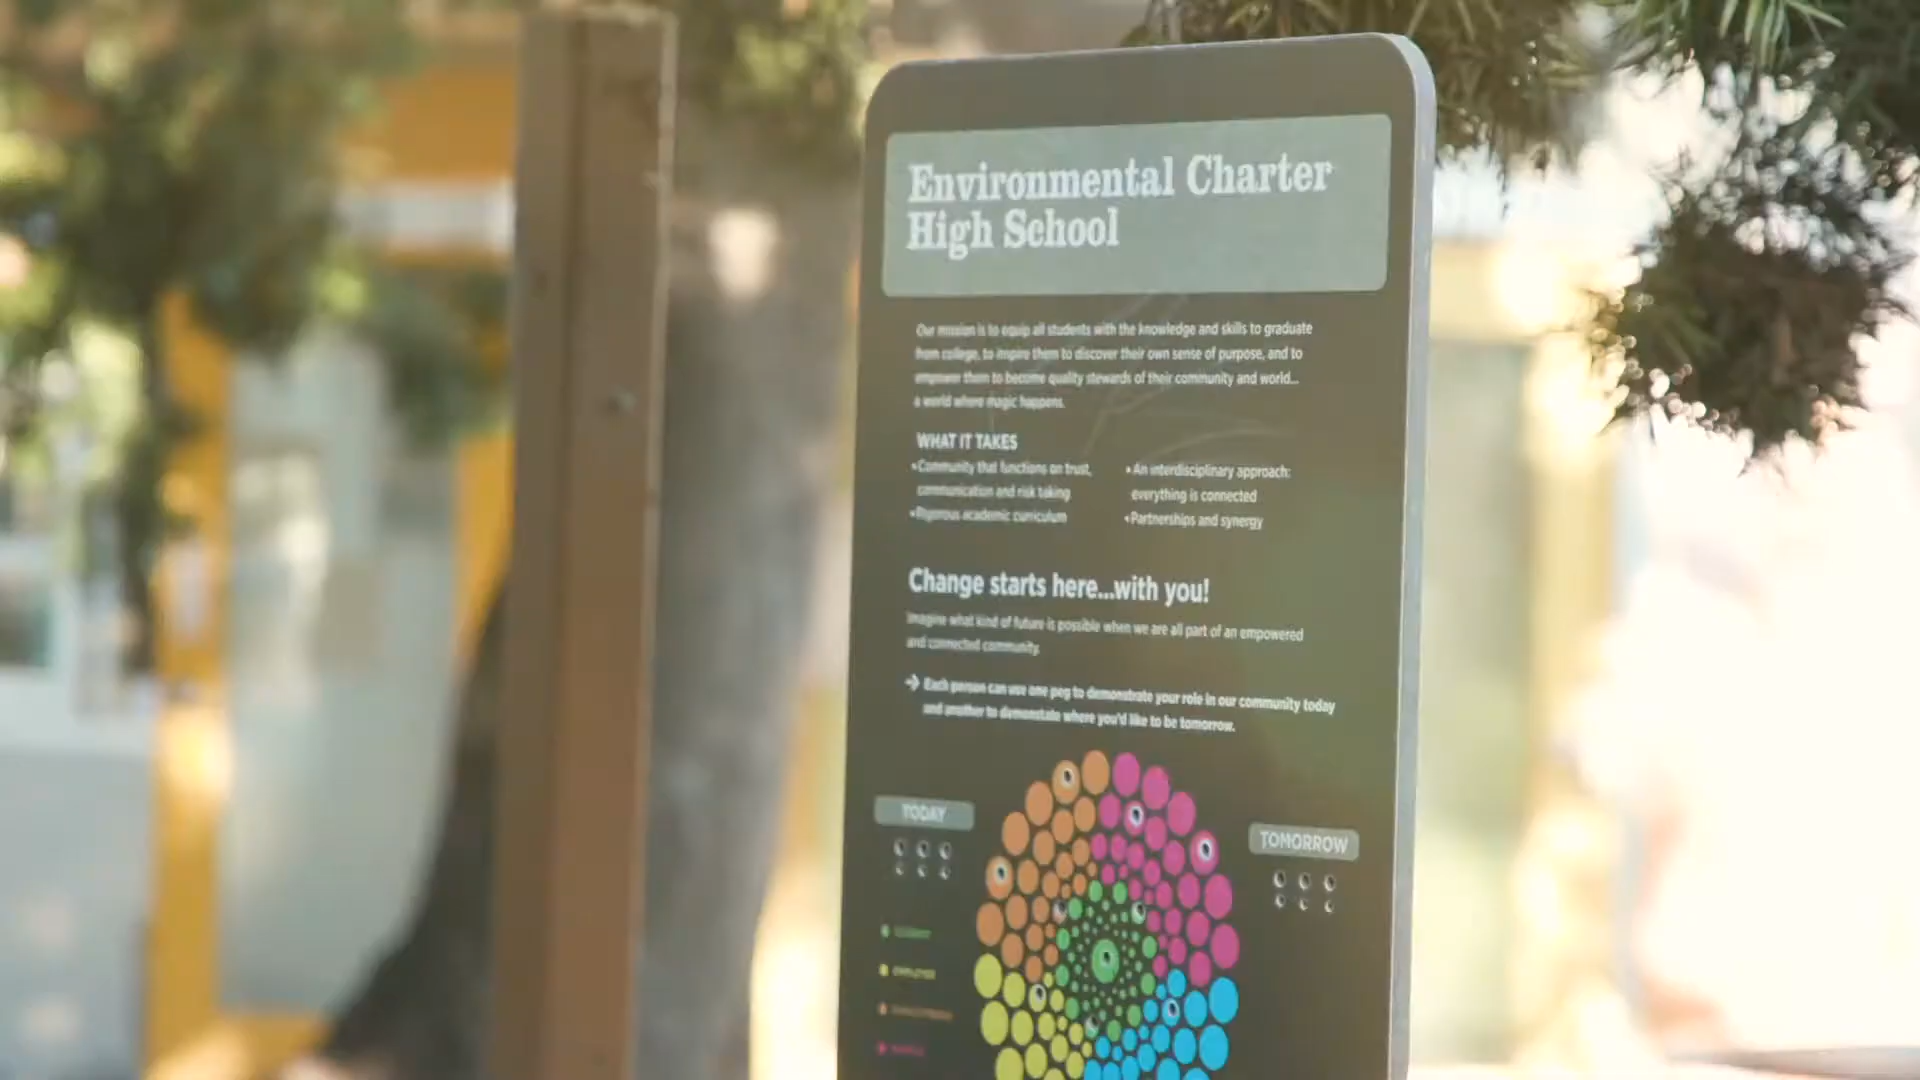 Environmental Charter
High School
Our mission is to equip all students with the knowledge and skills to graduate
from college, to inspire them to discover their own sense of purpose, and to
empower them to become quality stewards of their community and world...
a world where magic happens.
WHAT IT TAKES
•Community that functions on trust,
communication and risk taking
•Rigorous academic curriculum
• An interdisciplinary approach:
everything is connected
•Partnerships and synergy
Change starts here...with you!
Imagine what kind of future is possible when we are all part of an empowered
and connected community.
→ Each person can use one peg to demonstrate your role in our community today
and another to demonstate where you'd like to be tomorrow.
TODAY
TOMORROW
EMPLOYEE